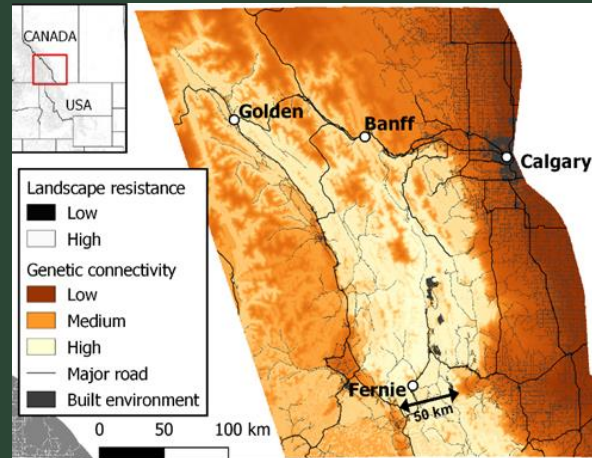 CANADA
USA
Golden
Banff
Calgary
Landscape resistance
Low
High
Genetic connectivity
Low
Medium
High
Major road
Built environment
Fernie
50 km
0 50 100 km